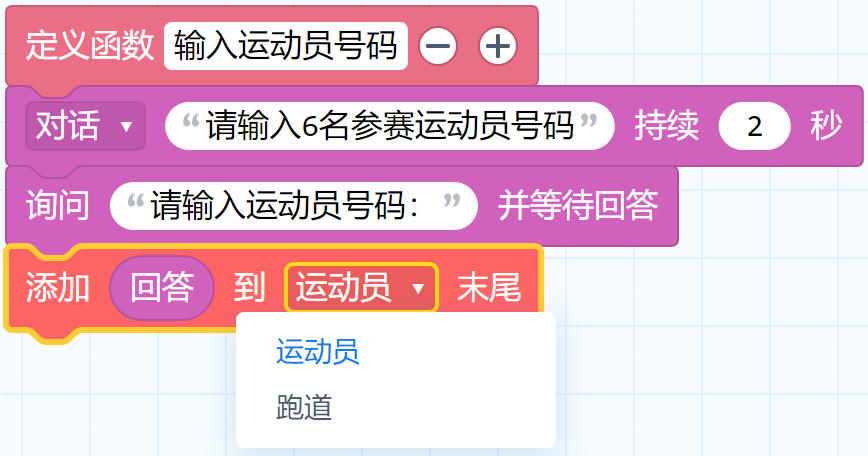 定义函数 输入运动员号码
对话 “请输入6名参赛运动员号码” 持续 2 秒
询问 “请输入运动员号码：” 并等待回答
添加 回答 到 运动员 末尾
运动员
跑道